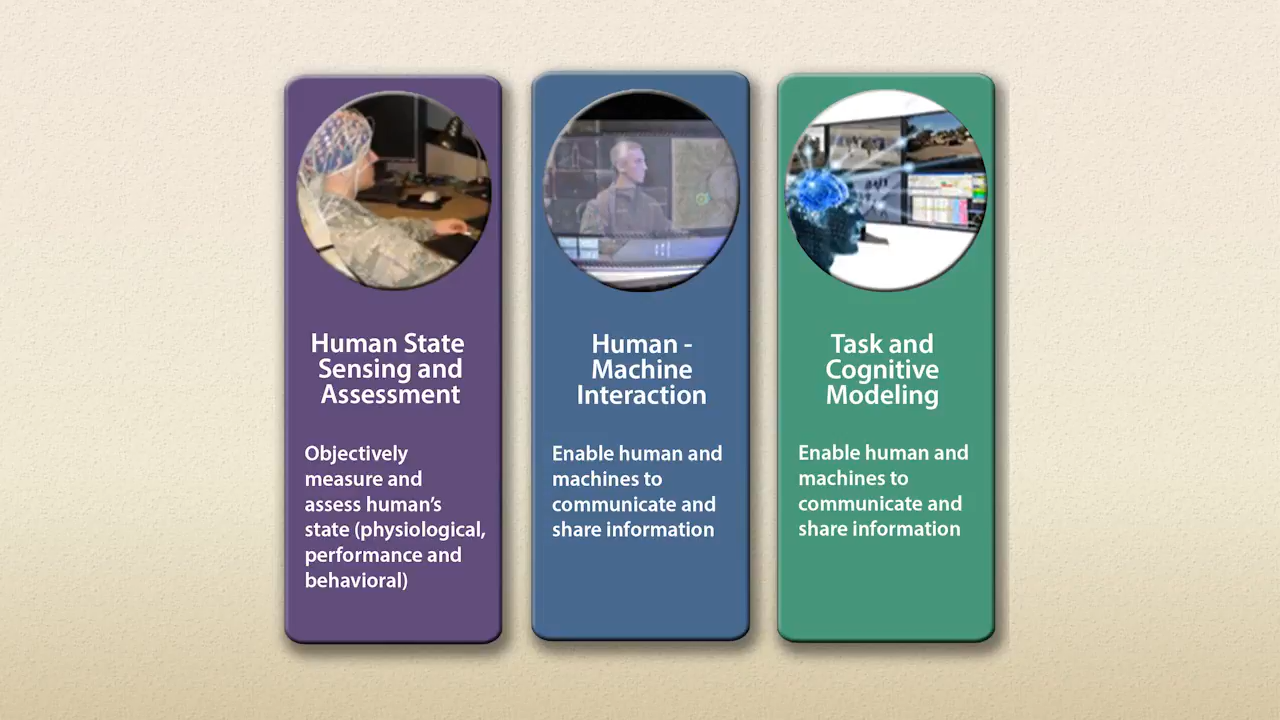 Human State
Sensing and
Assessment
Objectively
measure and
assess human’s
state (physiological,
performance and
behavioral)
Human -
Machine
Interaction
Enable human and
machines to
communicate and
share information
Task and
Cognitive
Modeling
Enable human and
machines to
communicate and
share information